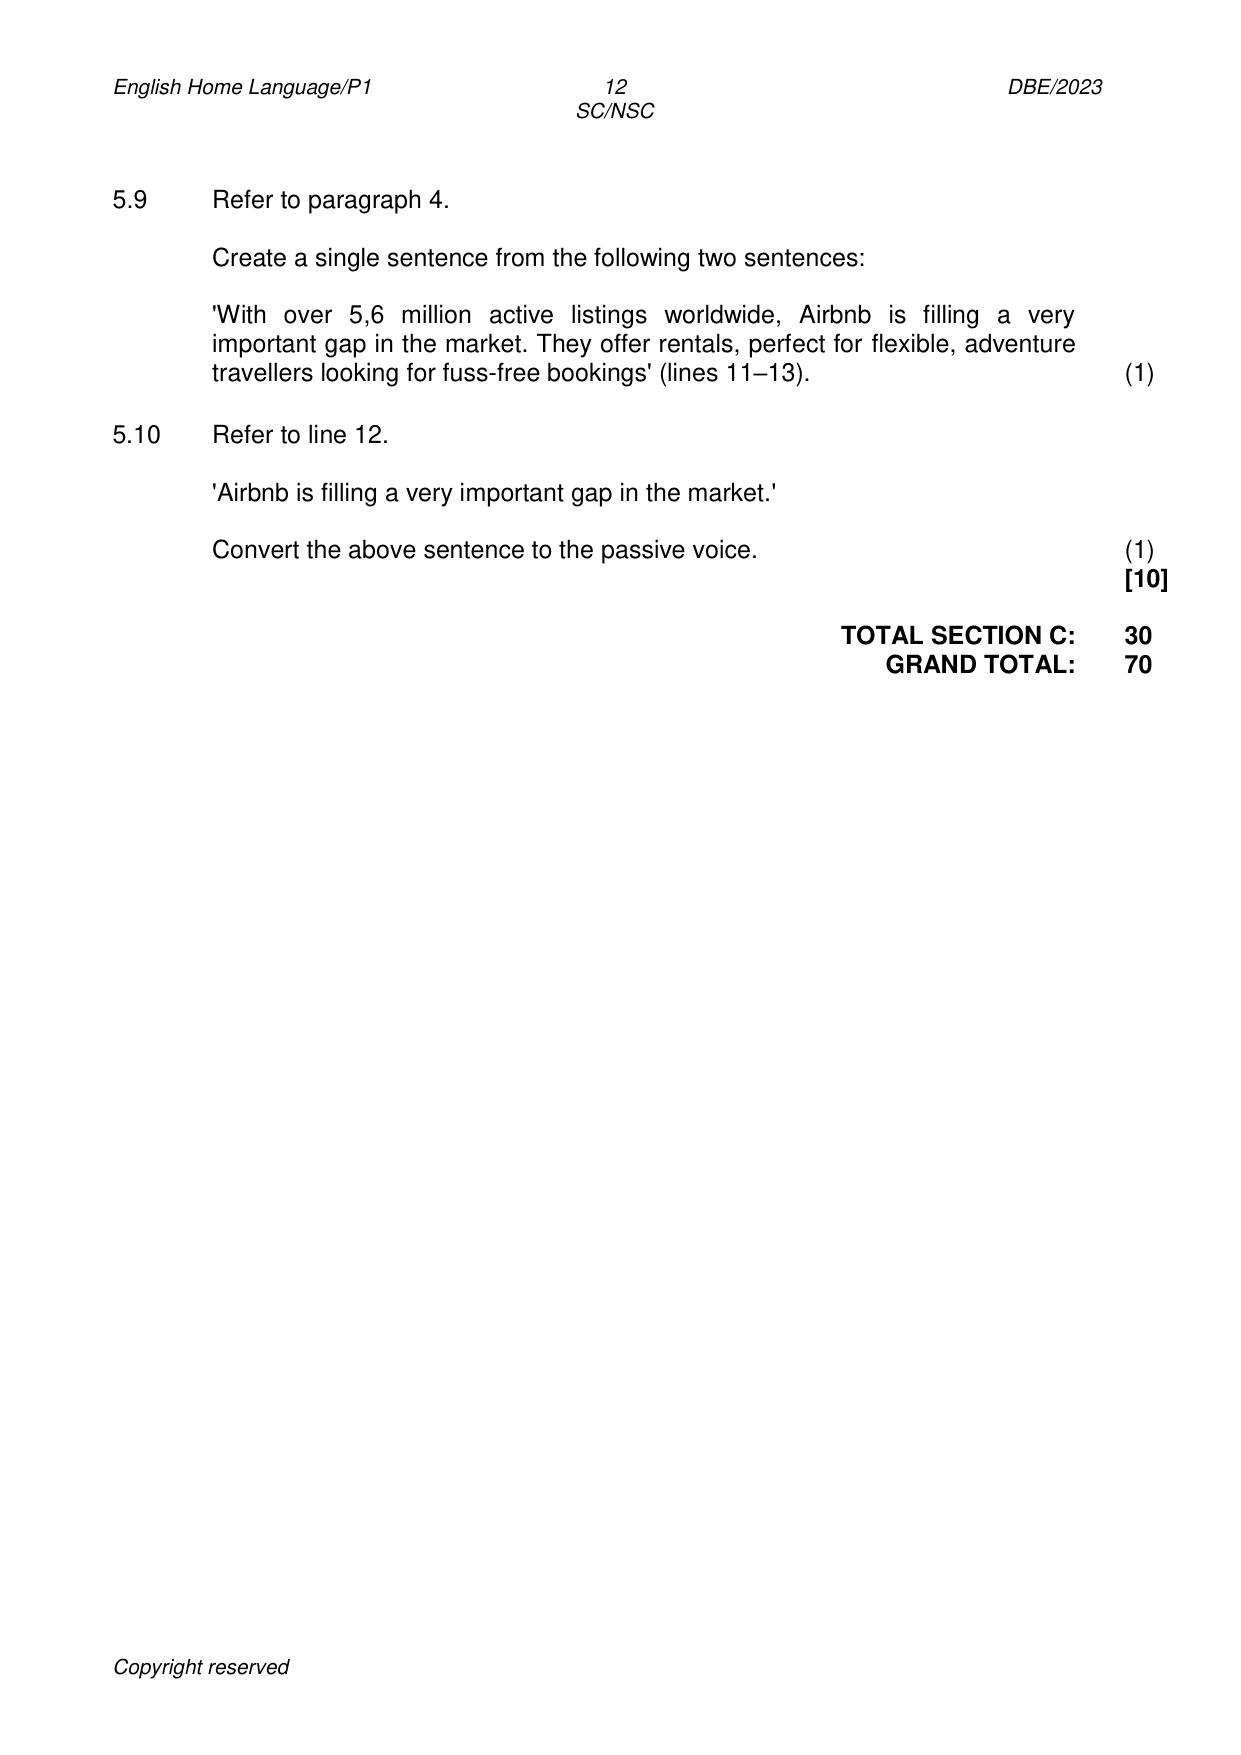 English Home Language/P1 12 DBE/2023
SC/NSC
5.9 Refer to paragraph 4.
Create a single sentence from the following two sentences:
'With over 5,6 million active listings worldwide, Airbnb is filling a very
important gap in the market. They offer rentals, perfect for flexible, adventure
travellers looking for fuss-free bookings' (lines 11–13). (1)
5.10 Refer to line 12.
'Airbnb is filling a very important gap in the market.'
Convert the above sentence to the passive voice. (1)
[10]
TOTAL SECTION C: 30
GRAND TOTAL: 70
Copyright reserved